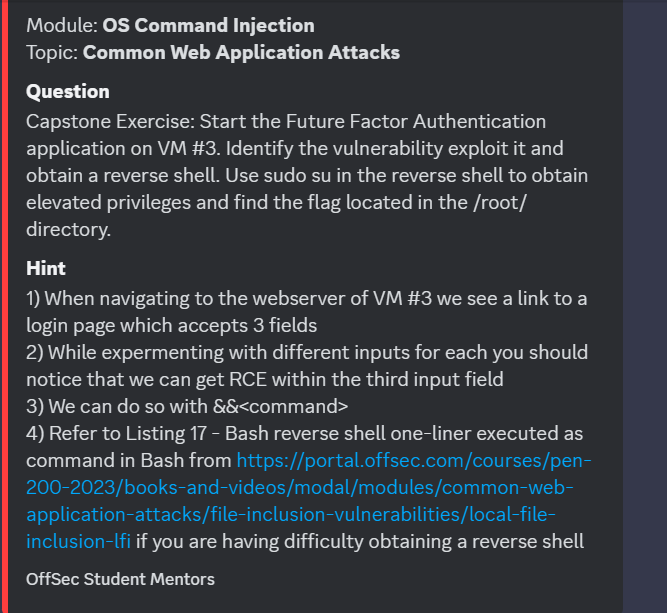 Module: OS Command Injection
Topic: Common Web Application Attacks
Question
Capstone Exercise: Start the Future Factor Authentication
application on VM #3. Identify the vulnerability exploit it and
obtain a reverse shell. Use sudo su in the reverse shell to obtain
elevated privileges and find the flag located in the /root/
directory.
Hint
1) When navigating to the webserver of VM #3 we see a link to a
login page which accepts 3 fields
2) While expermenting with different inputs for each you should
notice that we can get RCE within the third input field
3) We can do so with &&<command>
4) Refer to Listing 17 - Bash reverse shell one-liner executed as
command in Bash from https://portal.offsec.com/courses/pen-
200-2023/books-and-videos/modal/modules/common-web-
application-attacks/file-inclusion-vulnerabilities/local-file-
inclusion-lfi if you are having difficulty obtaining a reverse shell
OffSec Student Mentors